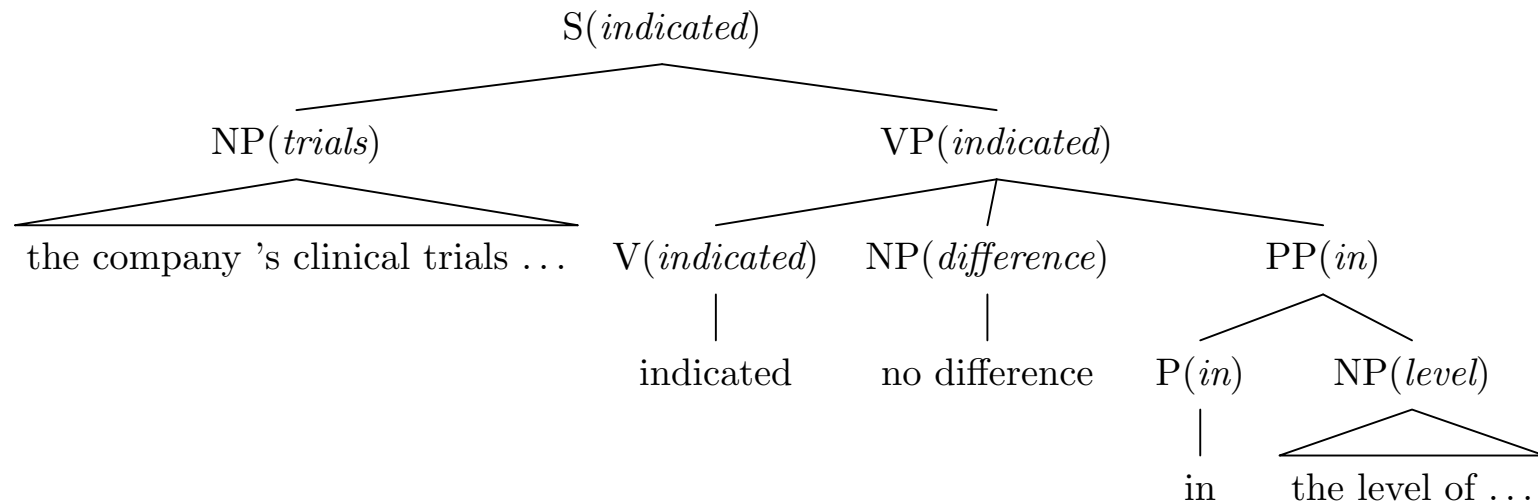 S(indicated)
NP(trials) VP(indicated)
the company 's clinical trials ... V(indicated) NP(difference) PP(in)
indicated no difference P(in) NP(level)
in the level of ...